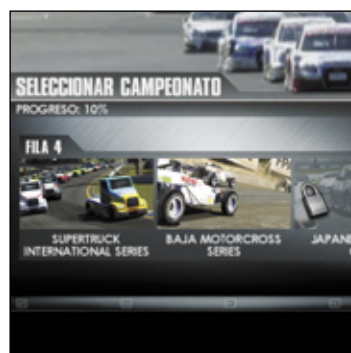 SELECCIONAR CAMPEONATO
PROGRESO: 10%
FILA 4
SUPERTRUCK
INTERNATIONAL SERIES
BAJA MOTORCROSS
SERIES